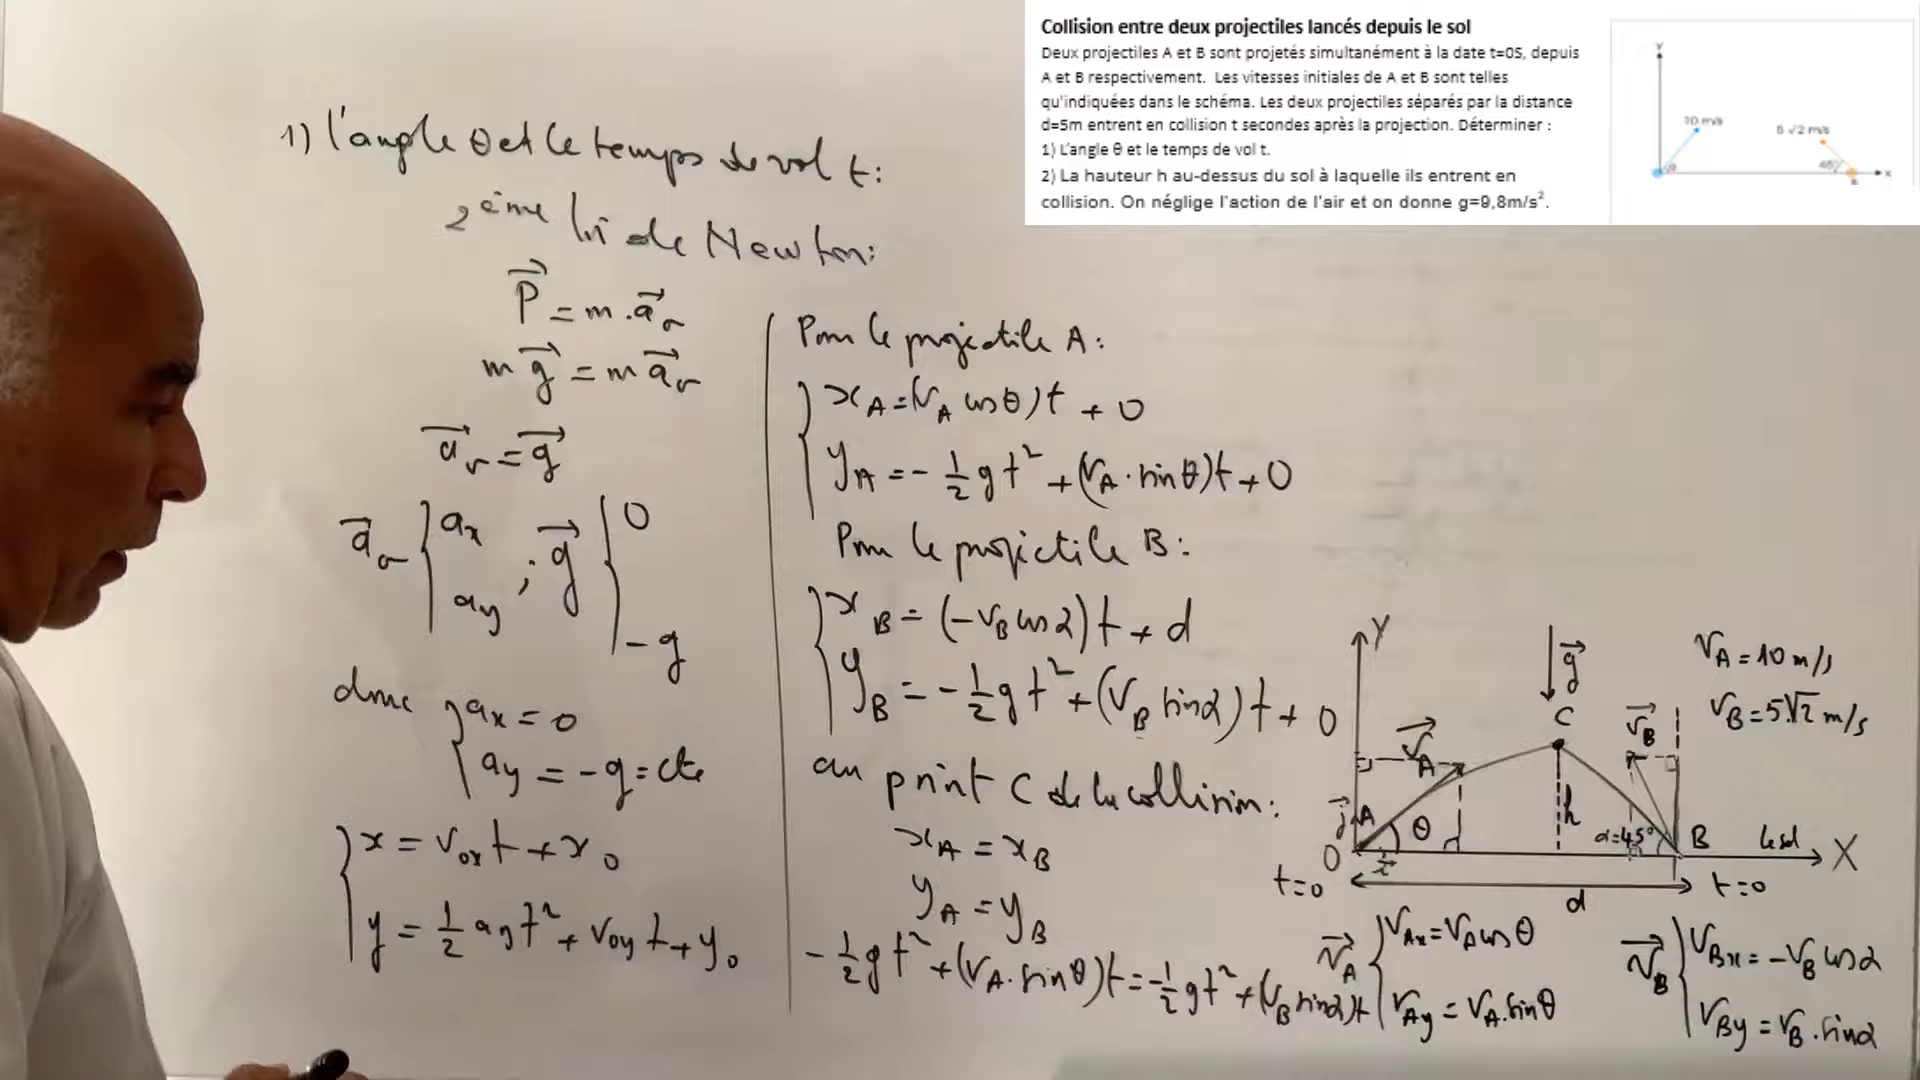 Collision entre deux projectiles lancés depuis le sol
Deux projectiles A et B sont projetés simultanément à la date t=0S, depuis
A et B respectivement. Les vitesses initiales de A et B sont telles
qu'indiquées dans le schéma. Les deux projectiles séparés par la distance
d=5m entrent en collision t secondes après la projection. Déterminer :
1) L'angle θ et le temps de vol t.
2) La hauteur h au-dessus du sol à laquelle ils entrent en
collision. On néglige l'action de l'air et on donne g=9,8m/s².
Y
10 m/s
5 √2 m/s
45°
x
1) l'angle θ et le temps de vol t:
2ème loi de Newton:
P⃗ = m.a⃗G
mg⃗ = ma⃗G
a⃗G = g⃗
a⃗G { ax ; g⃗ { 0
ay -g
donc { ax = 0
ay = -g = cte
{ x = v0x t + x0
y = 1/2 ay t² + v0y t + y0
Pour le projectile A:
{ xA = (vA cosθ)t + 0
yA = - 1/2 g t² + (vA.sinθ)t + 0
Pour le projectile B:
{ xB = (-vB cosα)t + d
yB = - 1/2 g t² + (vB sinα)t + 0
au point C de la collision:
xA = xB
yA = yB
- 1/2 g t² + (vA.sinθ)t = - 1/2 g t² + (vB sinα)t
Y
g⃗
vA = 10 m/s
vB = 5√2 m/s
C
v⃗B
v⃗A
h
j⃗ A
θ
α=45°
B
le sol
X
O
i⃗
t=0
d
t=0
v⃗A { vAx = vA cosθ
vAy = vA.sinθ
v⃗B { vBx = -vB cosα
vBy = vB.sinα